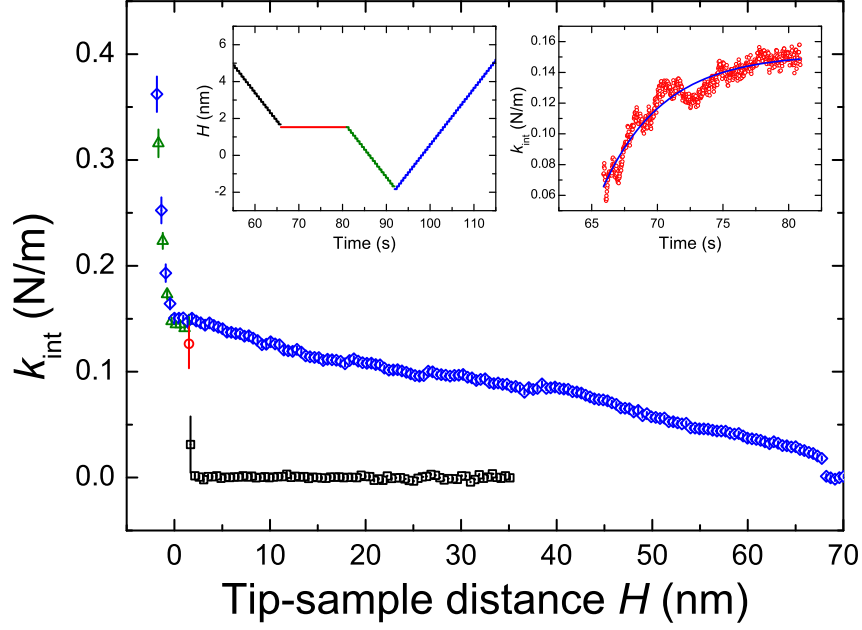 0.4
0.3
0.2
0.1
0.0
k_int (N/m)
0 10 20 30 40 50 60 70
Tip-sample distance H (nm)
6
4
2
0
-2
H (nm)
60 70 80 90 100 110
Time (s)
0.16
0.14
0.12
0.10
0.08
0.06
k_int (N/m)
65 70 75 80
Time (s)